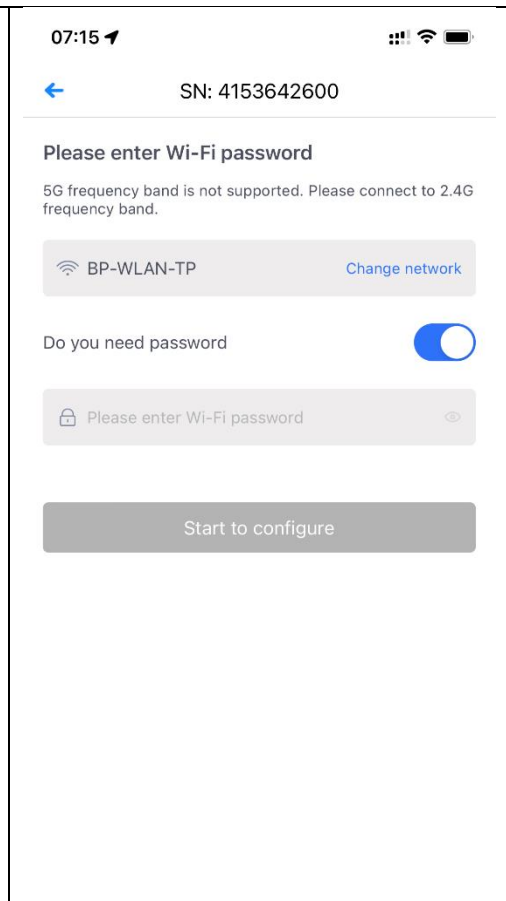 07:15
SN: 4153642600
Please enter Wi-Fi password
5G frequency band is not supported. Please connect to 2.4G
frequency band.
BP-WLAN-TP Change network
Do you need password
Please enter Wi-Fi password
Start to configure